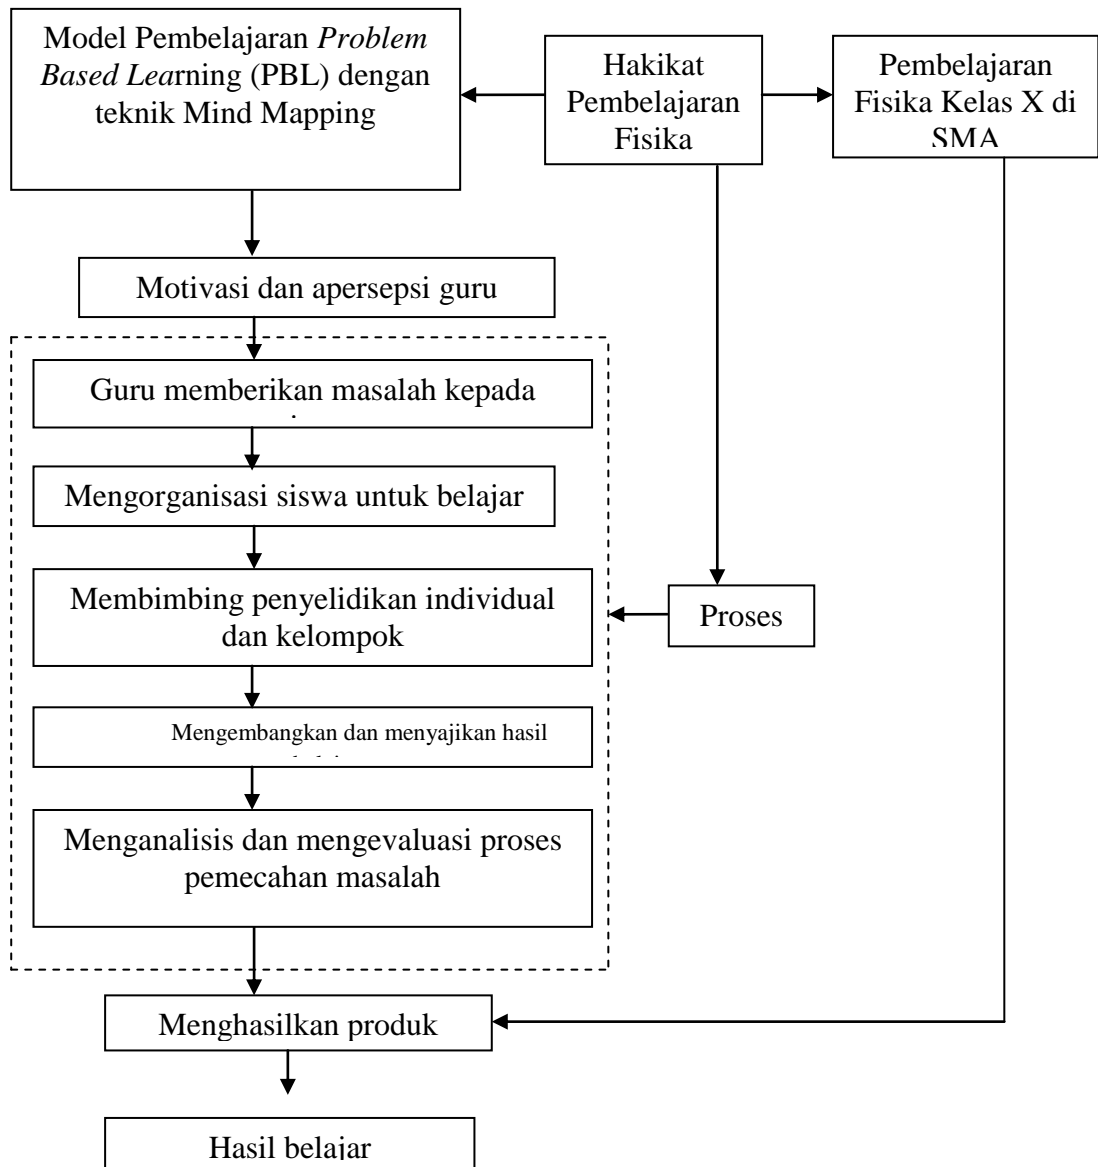 Model Pembelajaran Problem
Based Learning (PBL) dengan
teknik Mind Mapping
Hakikat
Pembelajaran
Fisika
Pembelajaran
Fisika Kelas X di
SMA
Motivasi dan apersepsi guru
Guru memberikan masalah kepada
Mengorganisasi siswa untuk belajar
Membimbing penyelidikan individual
dan kelompok
Proses
Mengembangkan dan menyajikan hasil
Menganalisis dan mengevaluasi proses
pemecahan masalah
Menghasilkan produk
Hasil belajar